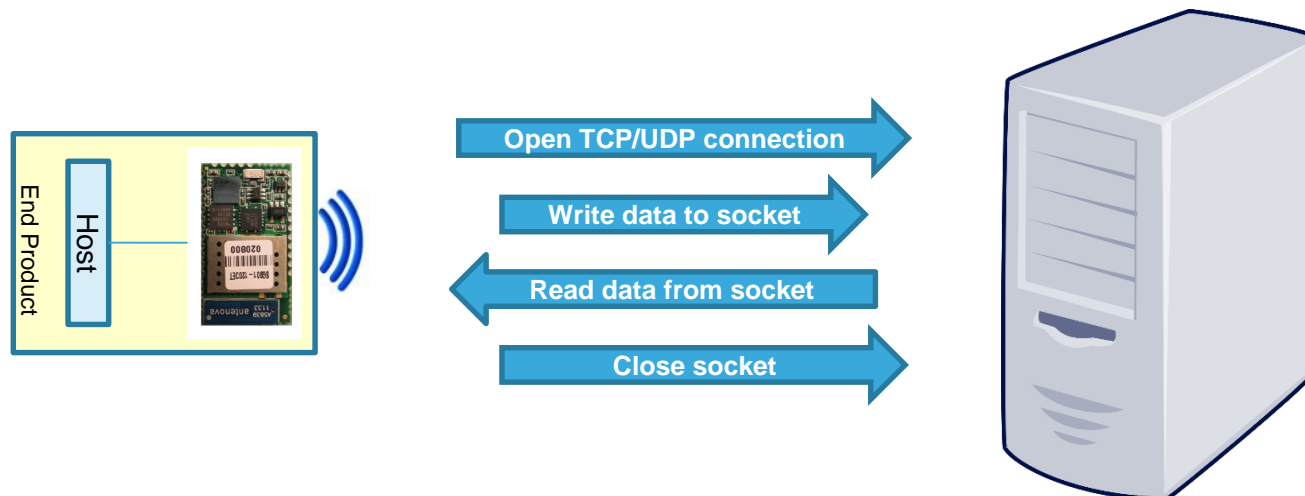 End Product
Host
020800
antenova
1133
Open TCP/UDP connection
Write data to socket
Read data from socket
Close socket